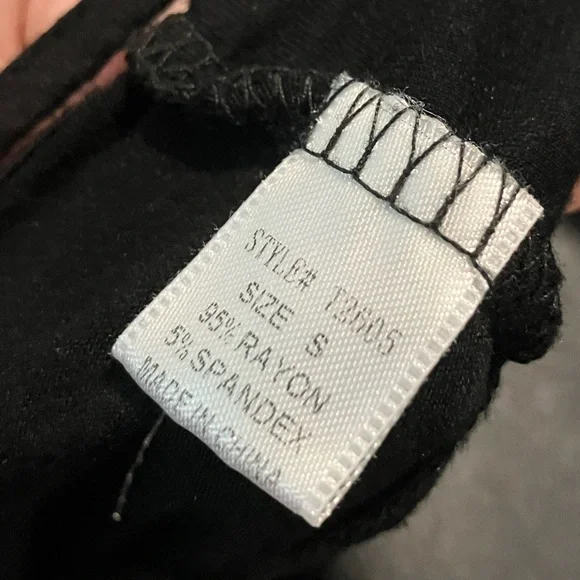 STYLE# T2605
SIZE S
95% RAYON
5% SPANDEX
MADE IN CHINA